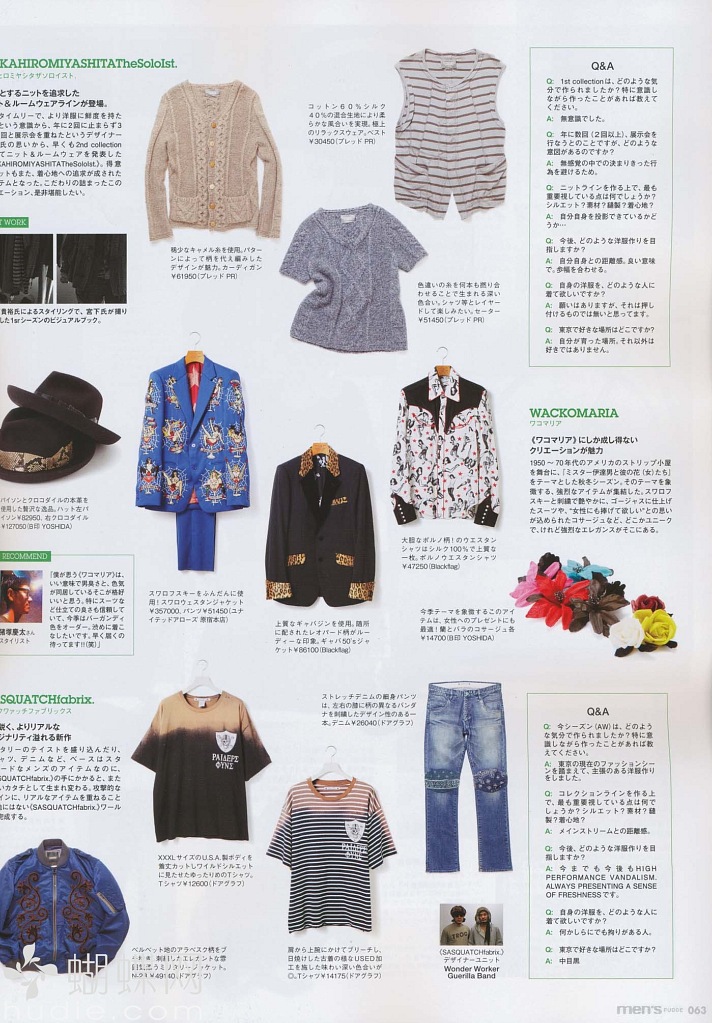 KAHIROMIYASHITATheSoloIst.
ヒロミヤシタザソロイスト.
とするニットを追求した
ト＆ルームウェアラインが登場。
タイムリーで、より洋服に鮮度を持た
という意識から、年に2回に止まらず3
回と展示会を重ねたというデザイナー
氏の思いから、早くも2nd collection
てニット＆ルームウェアを発表した
KAHIROMIYASHITATheSoloIst.》。得意
ットもまた、着心地への追求が成された
テムとなった。こだわりの詰まったこの
エーション、是非堪能したい。
T WORK
貴裕氏によるスタイリングで、宮下氏が撮り
した1srシーズンのビジュアルブック。
稀少なキャメル糸を使用。パターン
によって柄を代え編みした
デザインが魅力。カーディガン
¥61950(ブレッド PR)
コットン60％シルク
40％の混合生地により柔
らかな風合いを実現。極上
のリラックスウェア。ベスト
¥30450(ブレッド PR)
色違いの糸を何本も撚り合
わせることで生まれる深い
色合い。シャツ等とレイヤー
ドして楽しみたい。セーター
¥51450(ブレッド PR)
Q&A
Q: 1st collectionは、どのような気
分で作られましたか？特に意識し
ながら作ったことがあれば教えて
ください。
A: 無意識でした。
Q: 年に数回（2回以上）、展示会を
行なうとのことですが、どのような
意図があるのですか？
A: 無感覚の中での決まりきった行
為を避けるため。
Q: ニットラインを作る上で、最も
重要視している点は何でしょうか？
シルエット？素材？縫製？着心地？
A: 自分自身を投影できているかど
うか…
Q: 今後、どのような洋服作りを目
指しますか？
A: 自分自身との距離感。良い意味
で。歩幅を合わせる。
Q: 自身の洋服を、どのような人に
着て欲しいですか？
A: 願いはありますが、それは押し
付けるものでは無いと思ってます。
Q: 東京で好きな場所はどこですか？
A: 自分が育った場所。それ以外は
好きではありません。
パイソンとクロコダイルの本革を
使用した贅沢な逸品。ハット左パ
イソン¥82950、右クロコダイル
¥127050(B印 YOSHIDA)
RECOMMEND
「僕が思う《ワコマリア》は、
いい意味で男臭さと、色気
が同居しているそこが格好
いいと思う。特にスーツな
ど仕立ての良さも信頼して
いて、今季はバーガンディ
色をオーダー。渋めに着こ
なしたいです。早く届くの
待ってます!!（笑）」
猪塚慶太さん
スタイリスト
スワロフスキーをふんだんに使
用！スワロウェスタンジャケット
¥357000、パンツ¥51450(ユナ
イテッドアローズ 原宿本店)
上質なギャバジンを使用。随所
に配されたレオパード柄がルー
ディーな印象。ギャバ50'sジャ
ケット¥86100(Blackflag)
大胆なポルノ柄！のウエスタン
シャツはシルク100％で上質な
一枚。ポルノウエスタンシャツ
¥47250(Blackflag)
WACKOMARIA
ワコマリア
《ワコマリア》にしか成し得ない
クリエーションが魅力
1950～70年代のアメリカのストリップ小屋
を舞台に、「ミスター伊達男と彼の花（女）たち」
をテーマとした秋冬シーズン。そのテーマを象
徴する、強烈なアイテムが集結した。スワロフ
スキーと刺繍で艶やかに、ゴージャスに仕上げ
たスーツや、“女性にも捧げて欲しい”との思い
が込められたコサージュなど、どこかユニーク
で、けれど強烈なエレガンスがそこにある。
今季テーマを象徴するこのアイ
テムは、女性へのプレゼントにも
最適！蘭とバラのコサージュ各
¥14700(B印 YOSHIDA)
SQUATCHfabrix.
クワァッチファブリックス
鋭く、よりリアルな
ジナリティ溢れる新作
タリーのテイストを盛り込んだり、
ャツ、デニムなど、ベースはスタ
ードなメンズのアイテムなのに、
SQUATCHfabrix.》の手にかかると、また
いカタチとして生まれ変わる。攻撃的な
インに、リアルなアイテムを重ねること
にはない《SASQUATCHfabrix.》ワール
完成する。
ΡΑΙΔΕΡΣ
ΦΥΝΣ
XXXLサイズのU.S.A.製ボディを
着丈カットしワイルドシルエット
に見たせたゆったりめのTシャツ。
Tシャツ¥12600(ドアグラフ)
ストレッチデニムの細身パンツ
は、左右の膝に柄の異なるバンダ
ナを刺繍したデザイン性のある一
本。デニム¥26040(ドアグラフ)
ベルベット地のアラベスク柄をブ
刺繍したエレガントな雰
ミリタリージャケット。
¥49140(ドアグラフ)
肩から上腕にかけてブリーチし、
日焼けした古着の様なUSED加
工を施した味わい深い色合いが
Tシャツ¥14175(ドアグラフ)
《SASQUATCHfabrix.》
デザイナーユニット
Wonder Worker
Guerilla Band
Q&A
Q: 今シーズン(AW)は、どのよう
な気分で作られましたか？特に意
識しながら作ったことがあれば教
えてください。
A: 東京の現在のファッションシーン
を踏まえて、主張のある洋服作り
をしました。
Q: コレクションラインを作る上
で、最も重要視している点は何で
しょうか？シルエット？素材？縫
製？着心地？
A: メインストリームとの距離感。
Q: 今後、どのような洋服作りを目
指しますか？
A: 今までも今後もHIGH
PERFORMANCE VANDALISM.
ALWAYS PRESENTING A SENSE
OF FRESHNESSです。
Q: 自身の洋服を、どのような人に
着て欲しいですか？
A: 何かしらにでも拘りがある人。
Q: 東京で好きな場所はどこですか？
A: 中目黒
蝴蝶网
hudie.com
men's FUDGE 063